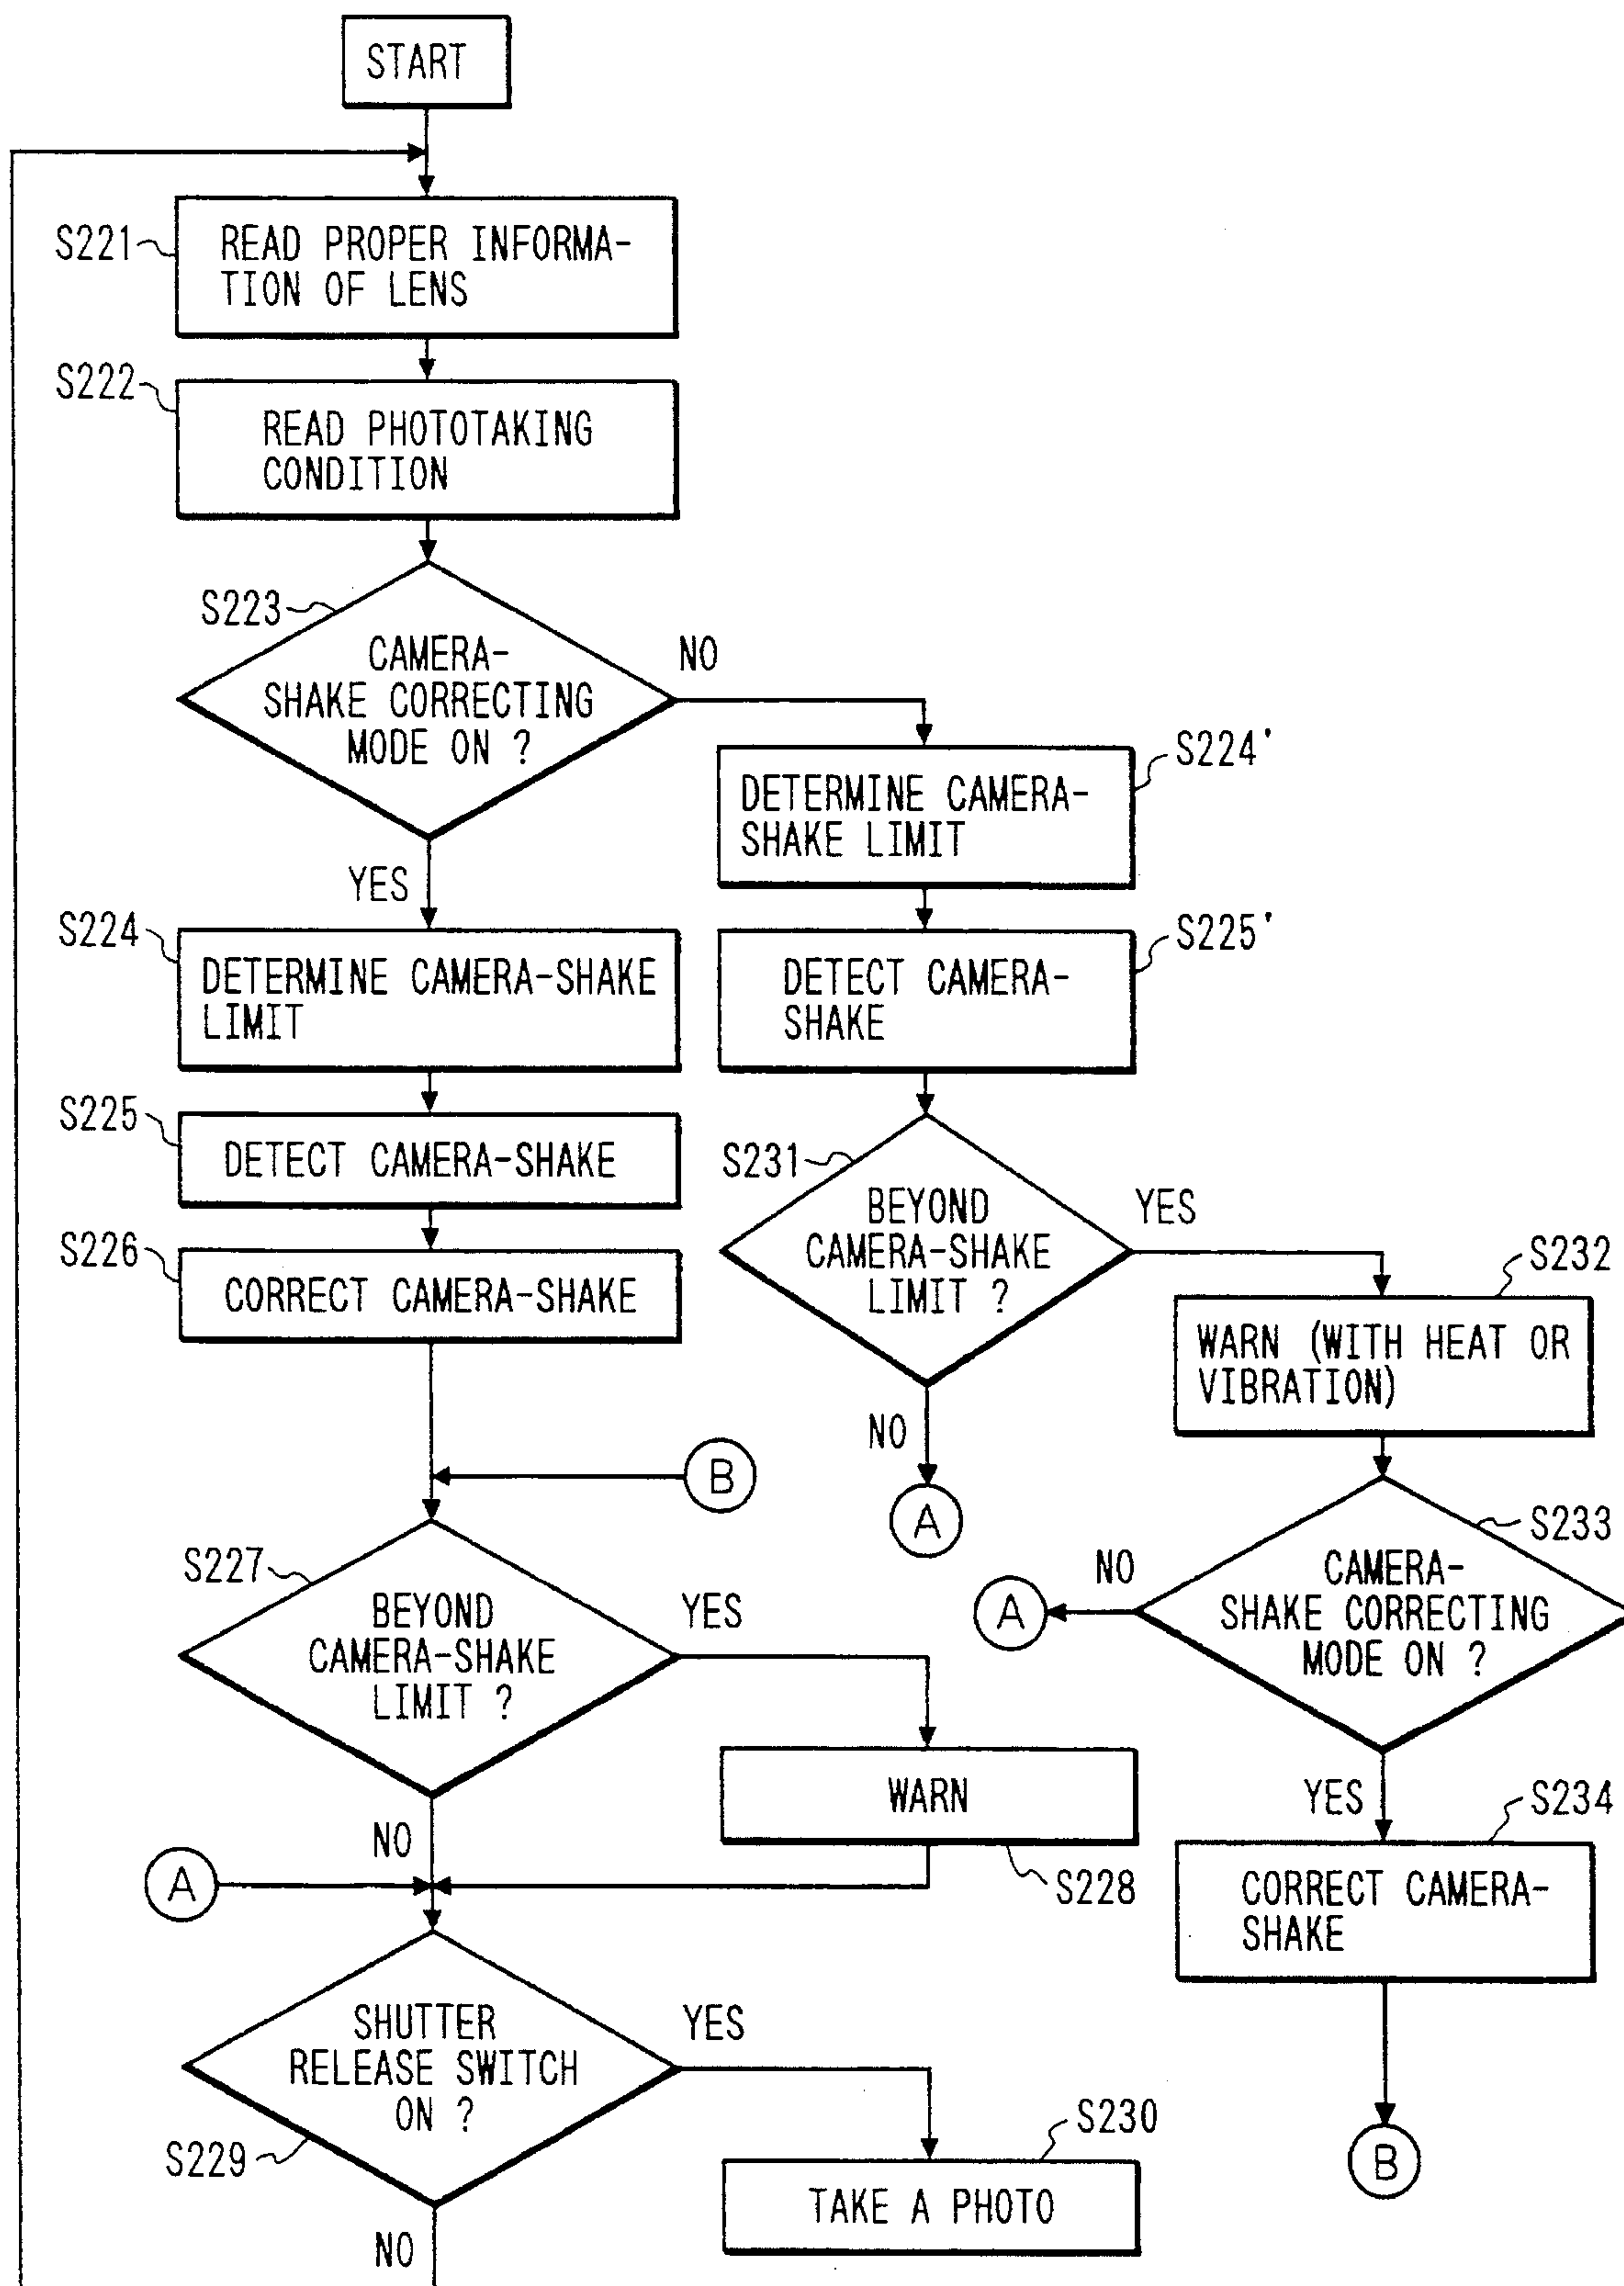 START
S221
READ PROPER INFORMA-
TION OF LENS
S222
READ PHOTOTAKING
CONDITION
S223
CAMERA-
SHAKE CORRECTING
MODE ON ?
NO
YES
S224'
DETERMINE CAMERA-
SHAKE LIMIT
S224
DETERMINE CAMERA-SHAKE
LIMIT
S225'
DETECT CAMERA-
SHAKE
S225
DETECT CAMERA-SHAKE
S226
CORRECT CAMERA-SHAKE
S231
BEYOND
CAMERA-SHAKE
LIMIT ?
YES
NO
A
S232
WARN (WITH HEAT OR
VIBRATION)
B
S233
CAMERA-
SHAKE CORRECTING
MODE ON ?
NO
A
YES
S227
BEYOND
CAMERA-SHAKE
LIMIT ?
YES
NO
WARN
S228
A
S234
CORRECT CAMERA-
SHAKE
B
SHUTTER
RELEASE SWITCH
ON ?
S229
YES
NO
S230
TAKE A PHOTO